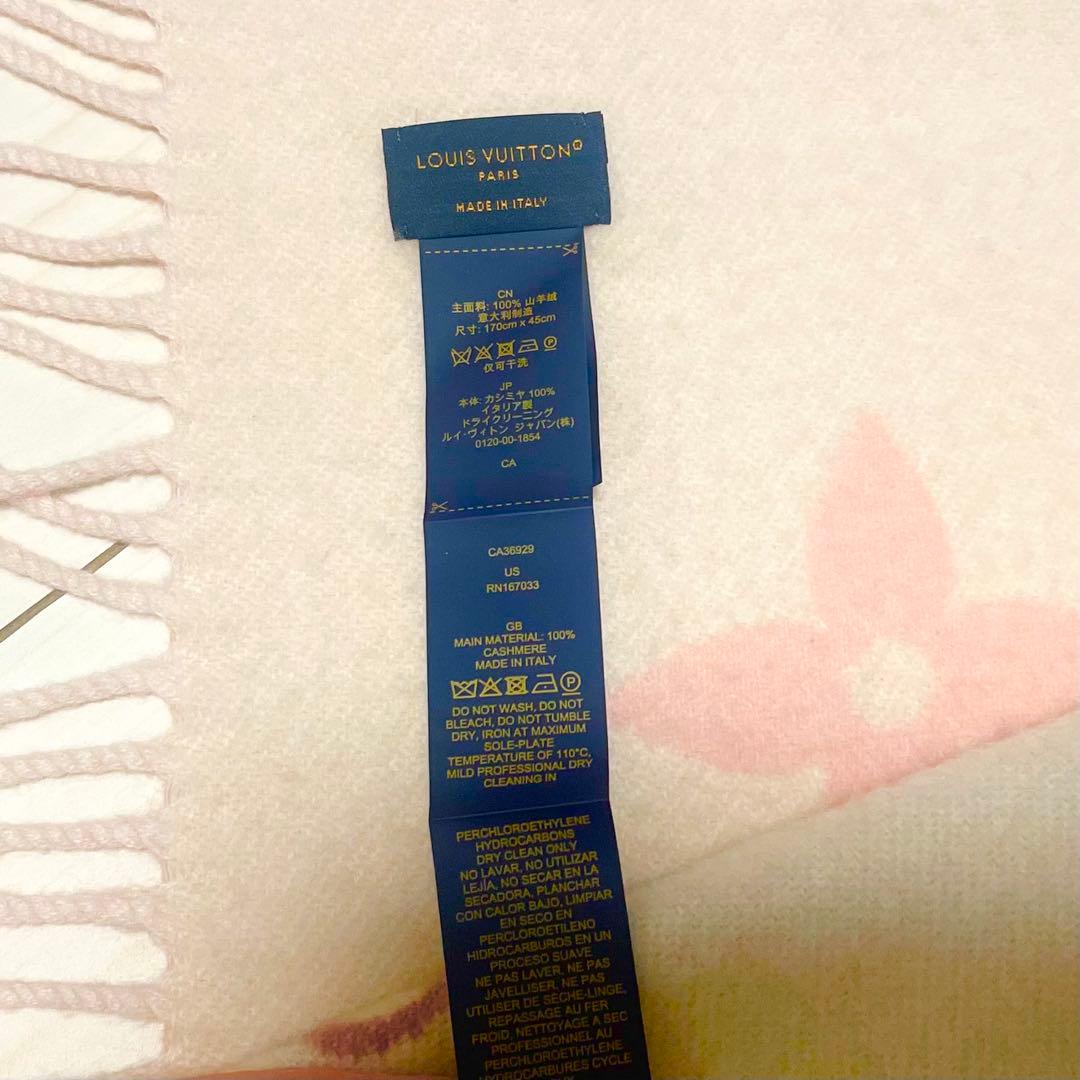 LOUIS VUITTON®
PARIS
MADE IN ITALY
CN
主面料: 100% 山羊绒
意大利制造
尺寸: 170cm x 45cm
仅可干洗
JP
本体: カシミヤ 100%
イタリア製
ドライクリーニング
ルイ・ヴィトン ジャパン(株)
0120-00-1854
CA
CA36929
US
RN167033
GB
MAIN MATERIAL: 100%
CASHMERE
MADE IN ITALY
P
DO NOT WASH, DO NOT
BLEACH, DO NOT TUMBLE
DRY, IRON AT MAXIMUM
SOLE-PLATE
TEMPERATURE OF 110°C,
MILD PROFESSIONAL DRY
CLEANING IN
PERCHLOROETHYLENE
HYDROCARBONS
DRY CLEAN ONLY
NO LAVAR, NO UTILIZAR
LEJÍA, NO SECAR EN LA
SECADORA, PLANCHAR
CON CALOR BAJO, LIMPIAR
EN SECO EN
PERCLOROETILENO
HIDROCARBUROS EN UN
PROCESO SUAVE
NE PAS LAVER, NE PAS
JAVELLISER, NE PAS
UTILISER DE SÈCHE-LINGE,
REPASSAGE AU FER
FROID, NETTOYAGE A SEC
PROFESSIONNEL AU
PERCHLOROETHYLENE
HYDROCARBURES CYCLE